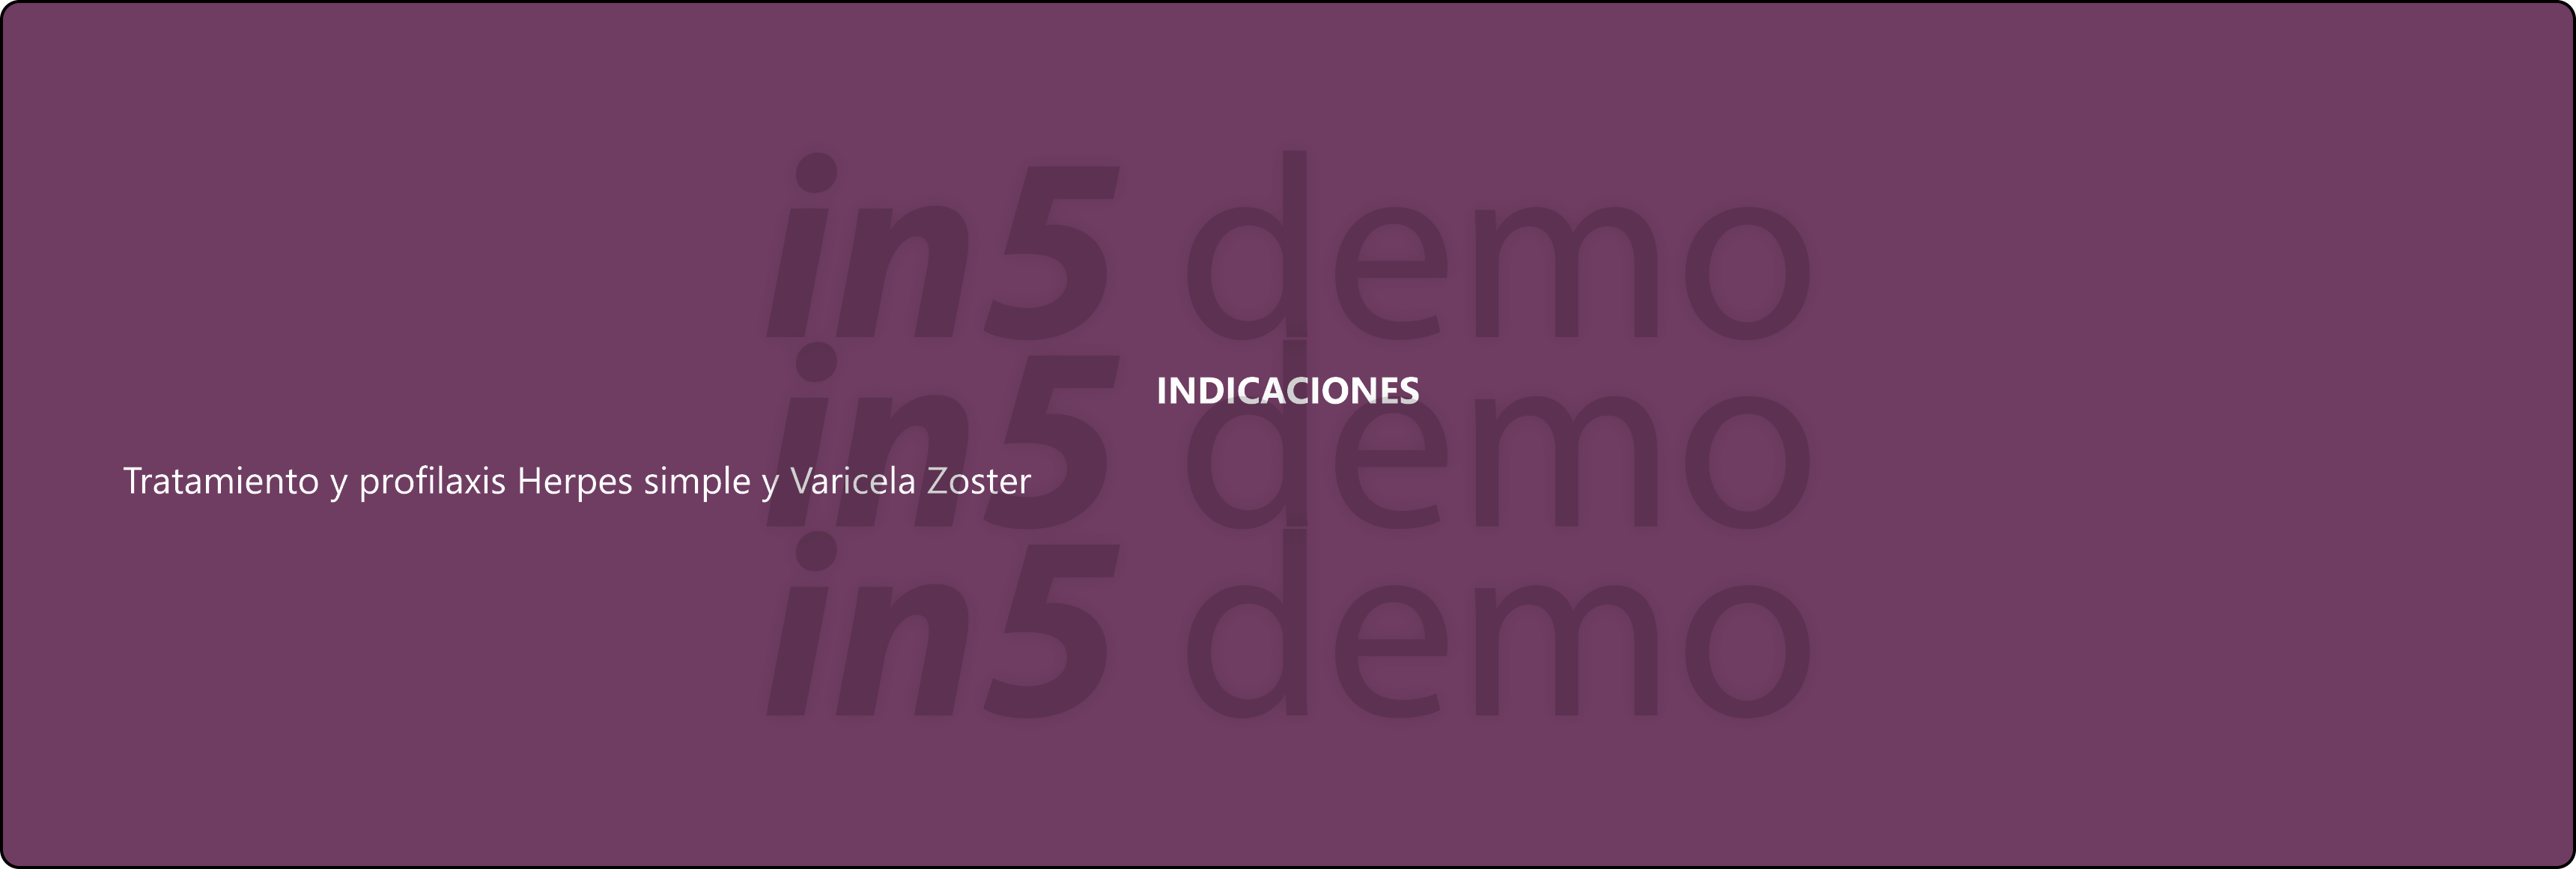 in5 demo
in5 demo
INDICACIONES
Tratamiento y profilaxis Herpes simple y Varicela Zoster
in5 demo